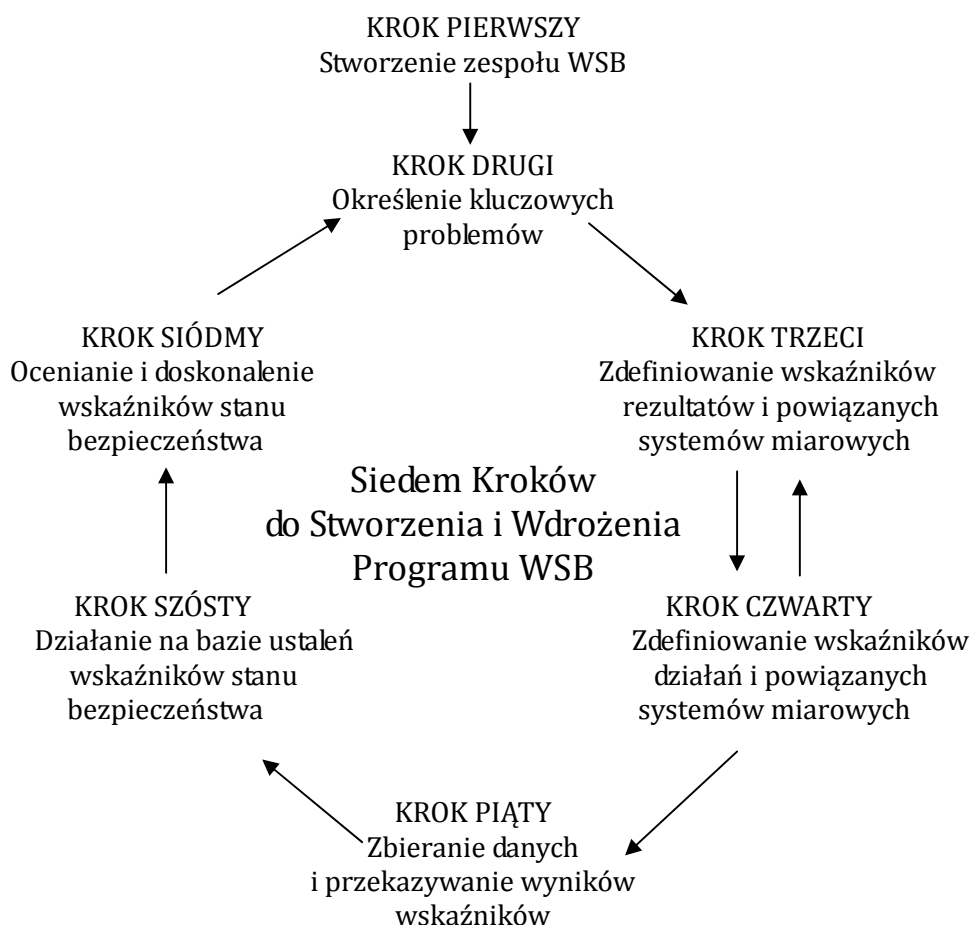 KROK PIERWSZY
Stworzenie zespołu WSB
KROK DRUGI
Określenie kluczowych
problemów
KROK SIÓDMY
Ocenianie i doskonalenie
wskaźników stanu
bezpieczeństwa
KROK TRZECI
Zdefiniowanie wskaźników
rezultatów i powiązanych
systemów miarowych
Siedem Kroków
do Stworzenia i Wdrożenia
Programu WSB
KROK SZÓSTY
Działanie na bazie ustaleń
wskaźników stanu
bezpieczeństwa
KROK CZWARTY
Zdefiniowanie wskaźników
działań i powiązanych
systemów miarowych
KROK PIĄTY
Zbieranie danych
i przekazywanie wyników
wskaźników